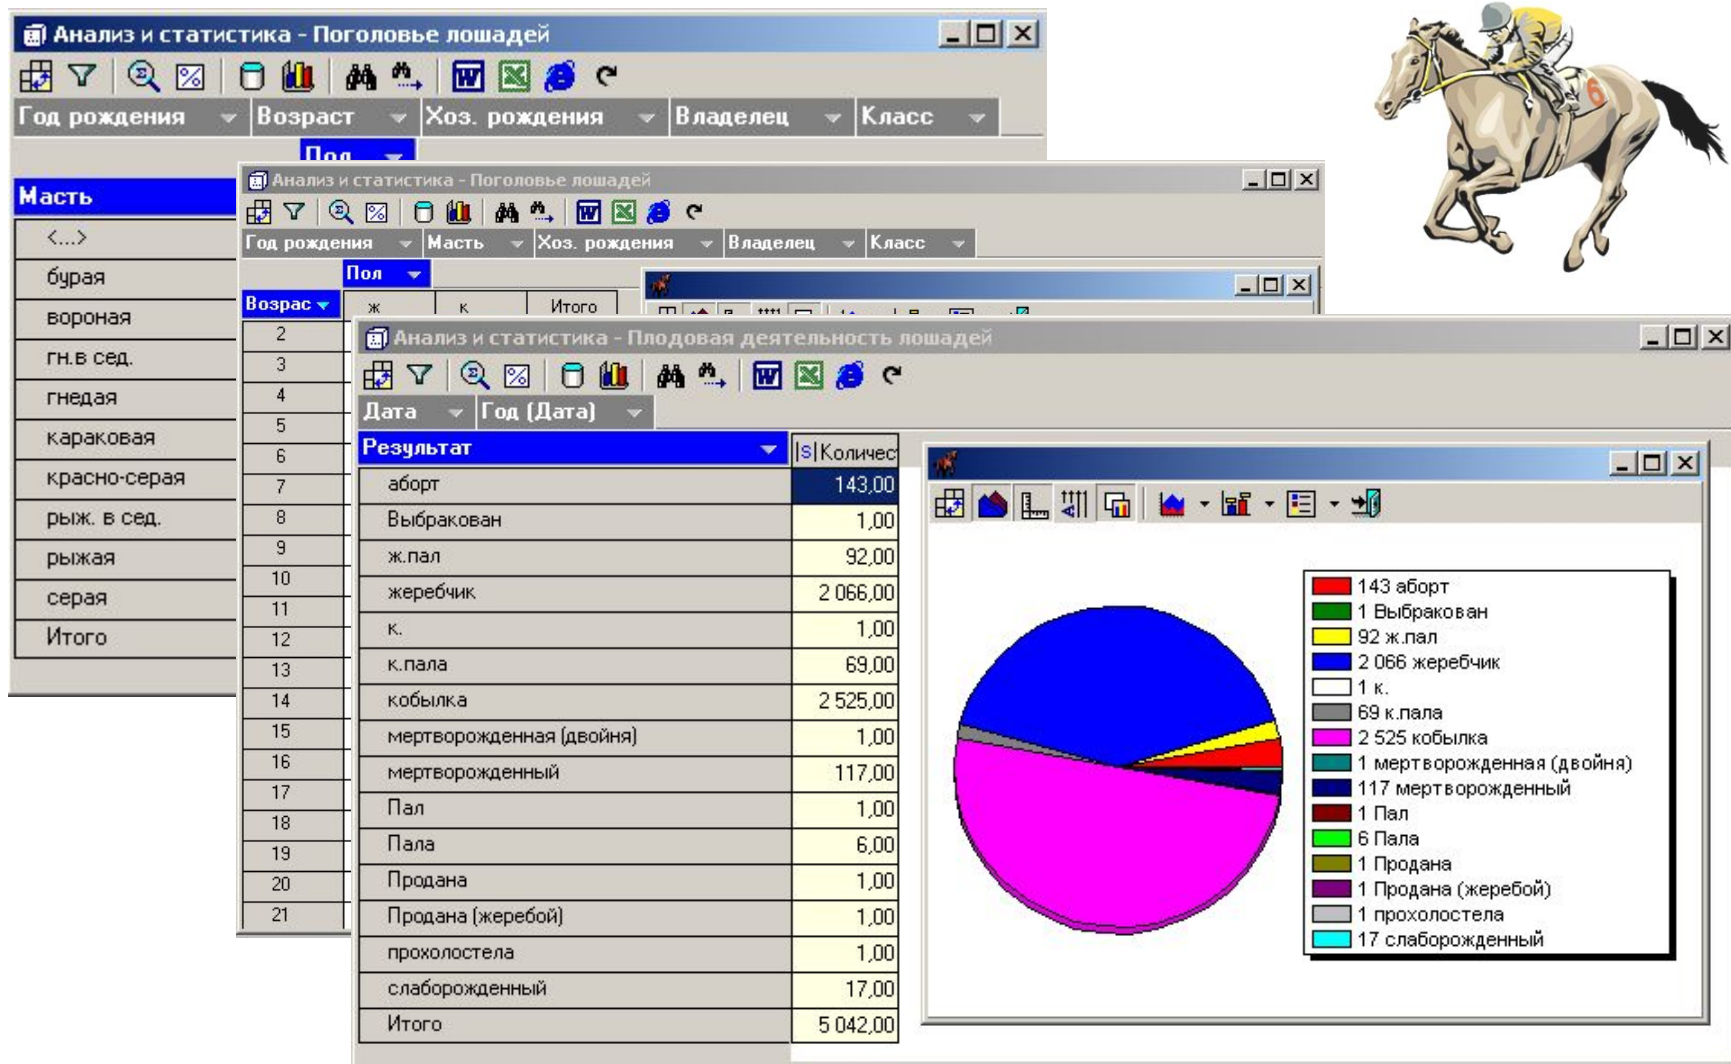 Анализ и статистика - Поголовье лошадей
Год рождения Возраст Хоз. рождения Владелец Класс
Пол
Масть
<...>
бурая
вороная
гн.в сед.
гнедая
караковая
красно-серая
рыж. в сед.
рыжая
серая
Итого
Анализ и статистика - Поголовье лошадей
Год рождения Масть Хоз. рождения Владелец Класс
Пол
Возрас ж к Итого
2
3
4
5
6
7
8
9
10
11
12
13
14
15
16
17
18
19
20
21
Анализ и статистика - Плодовая деятельность лошадей
Дата Год (Дата)
Результат |S|Количес
аборт 143,00
Выбракован 1,00
ж.пал 92,00
жеребчик 2 066,00
к. 1,00
к.пала 69,00
кобылка 2 525,00
мертворожденная (двойня) 1,00
мертворожденный 117,00
Пал 1,00
Пала 6,00
Продана 1,00
Продана (жеребой) 1,00
прохолостела 1,00
слаборожденный 17,00
Итого 5 042,00
143 аборт
1 Выбракован
92 ж.пал
2 066 жеребчик
1 к.
69 к.пала
2 525 кобылка
1 мертворожденная (двойня)
117 мертворожденный
1 Пал
6 Пала
1 Продана
1 Продана (жеребой)
1 прохолостела
17 слаборожденный
6